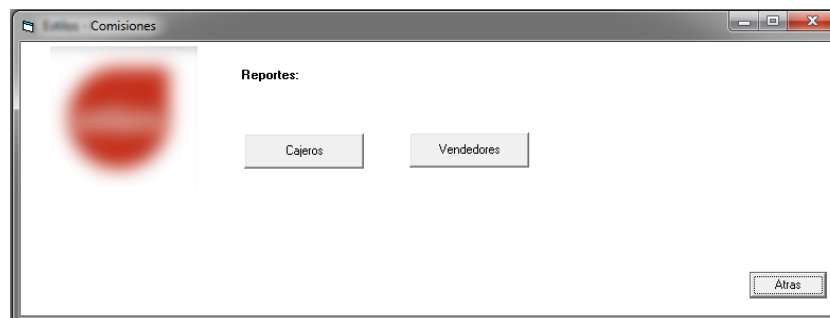 Comisiones
Reportes:
Cajeros
Vendedores
Atras